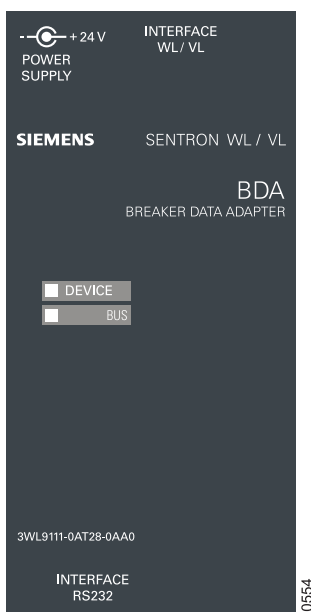 - + 24 V
POWER
SUPPLY
INTERFACE
WL/ VL
SIEMENS
SENTRON WL / VL
BDA
BREAKER DATA ADAPTER
DEVICE
BUS
3WL9111-0AT28-0AA0
INTERFACE
RS232
0554